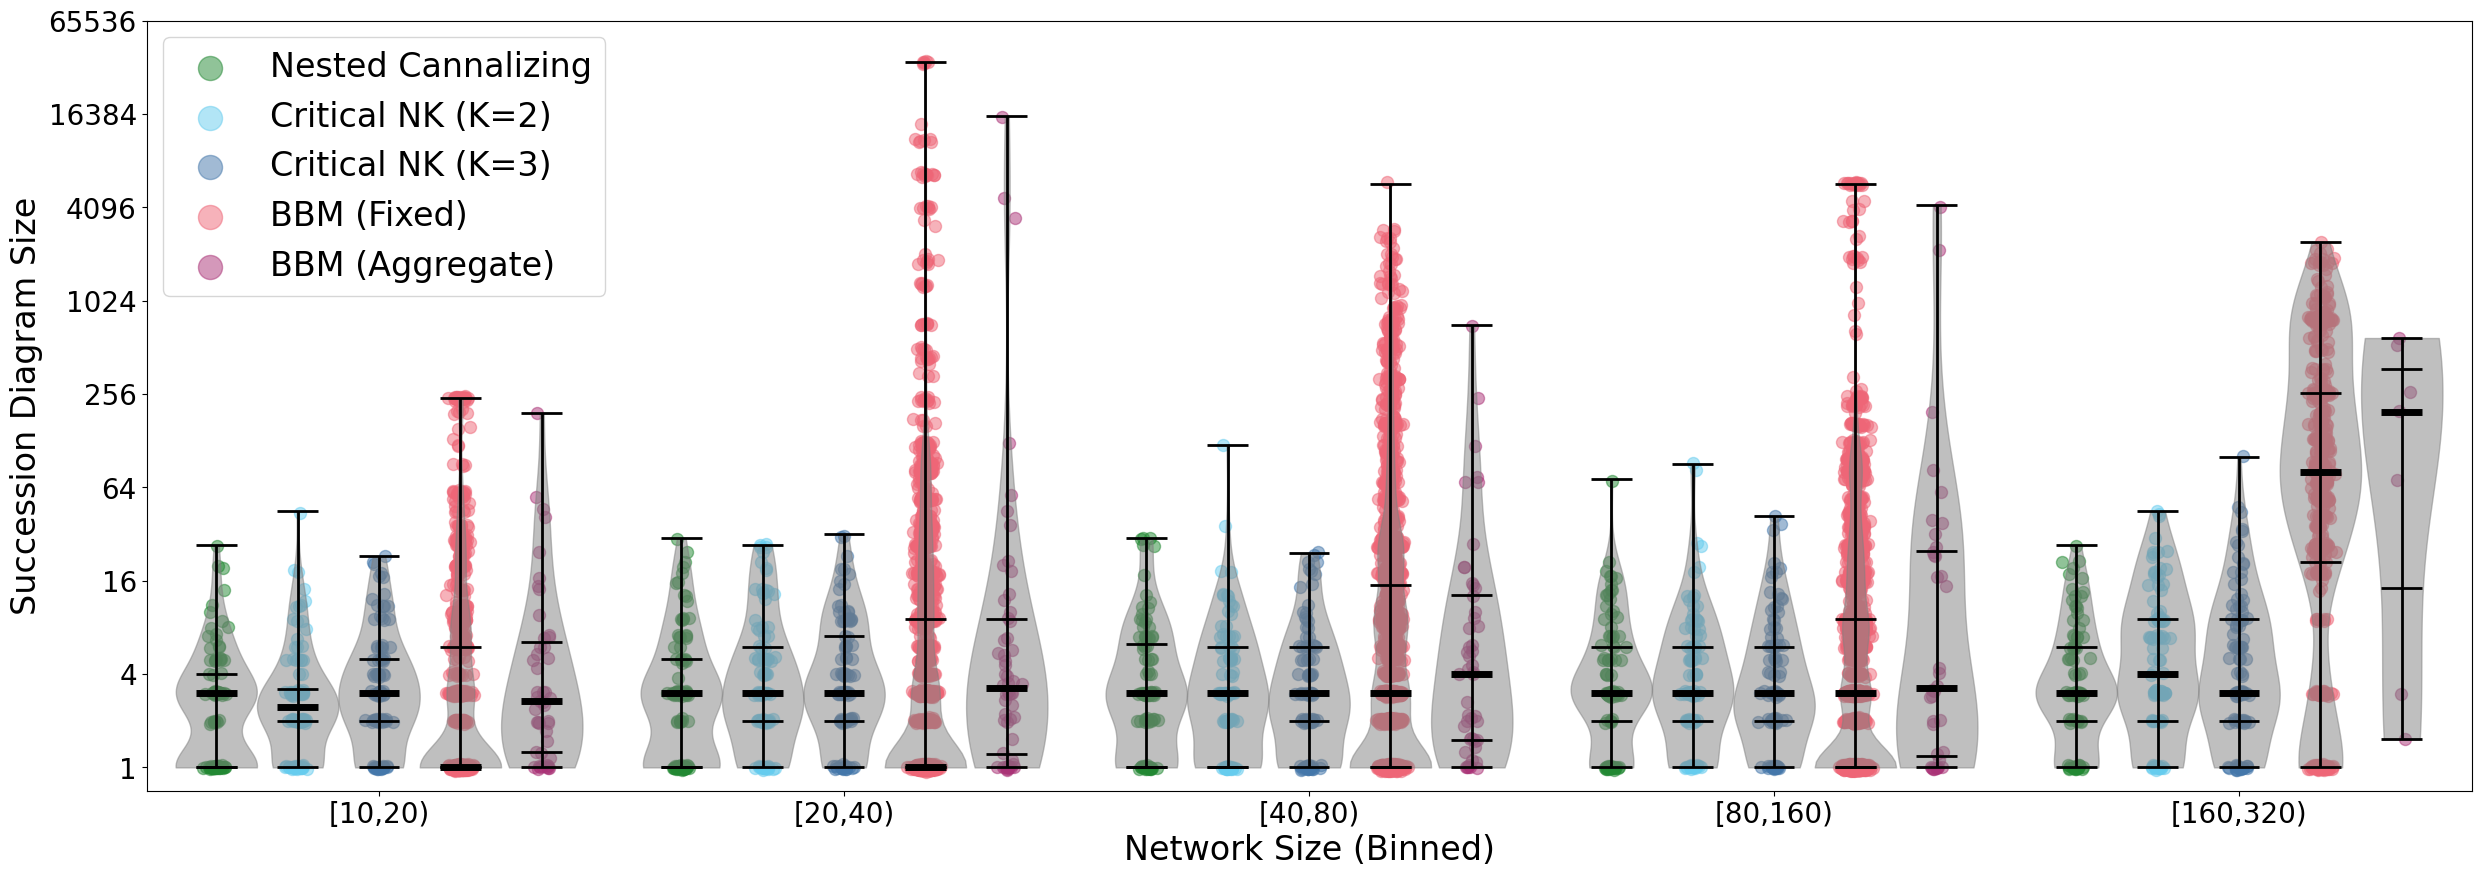 65536
16384
4096
1024
256
64
16
4
1
Succession Diagram Size
Nested Cannalizing
Critical NK (K=2)
Critical NK (K=3)
BBM (Fixed)
BBM (Aggregate)
[10,20)
[20,40)
[40,80)
[80,160)
[160,320)
Network Size (Binned)